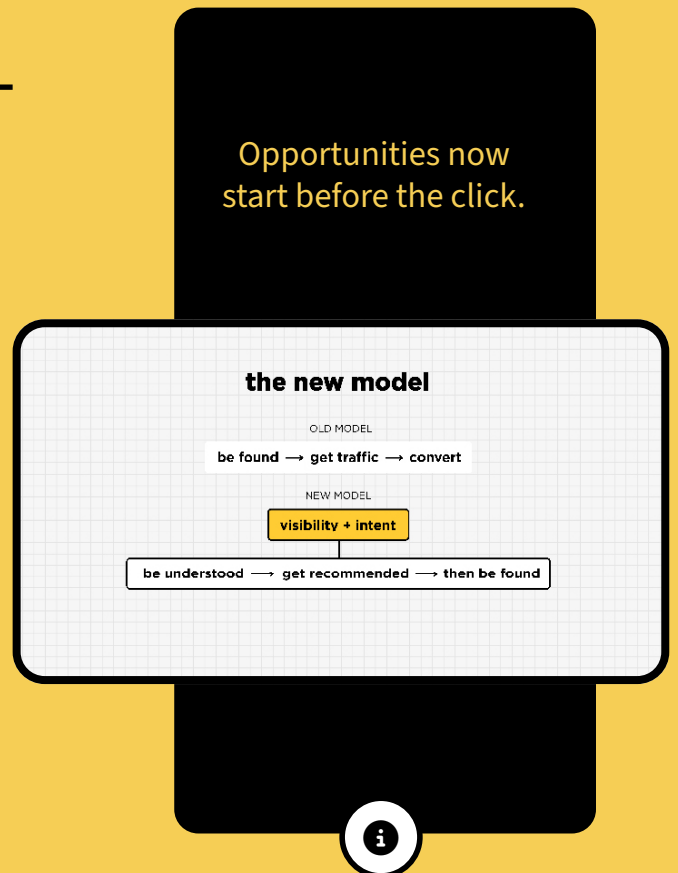 Opportunities now
start before the click.
the new model
OLD MODEL
be found → get traffic → convert
NEW MODEL
visibility + intent
be understood → get recommended → then be found
i